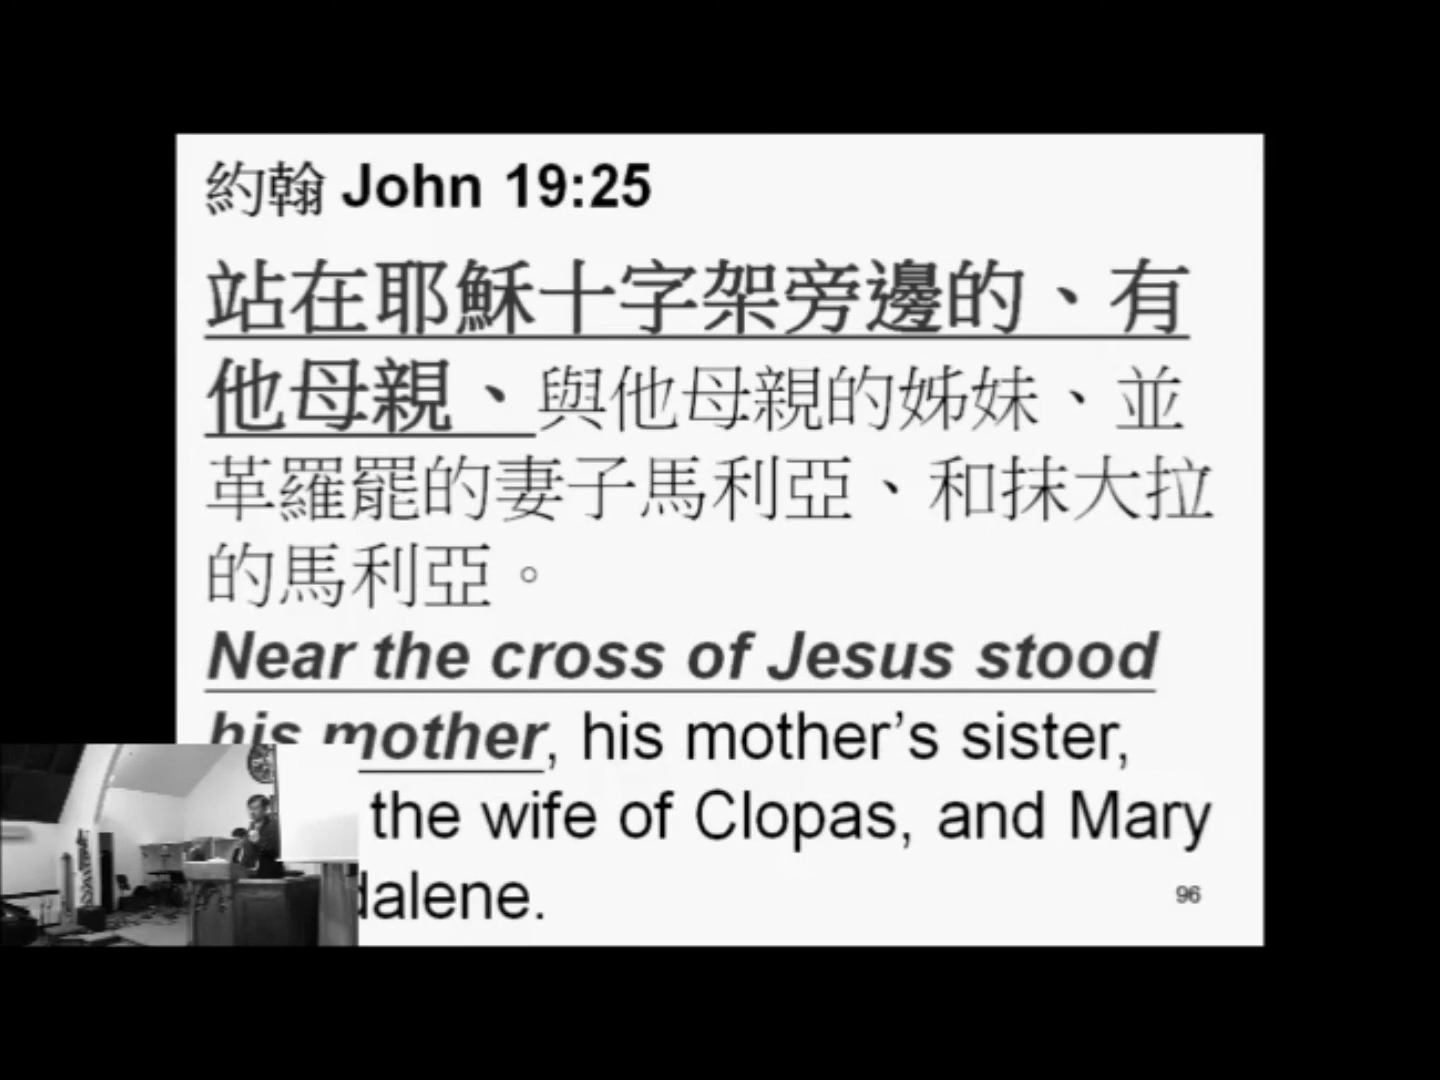 約翰 John 19:25
站在耶穌十字架旁邊的、有
他母親、與他母親的姊妹、並
革羅罷的妻子馬利亞、和抹大拉
的馬利亞。
Near the cross of Jesus stood
his mother, his mother’s sister,
the wife of Clopas, and Mary
dalene.
96